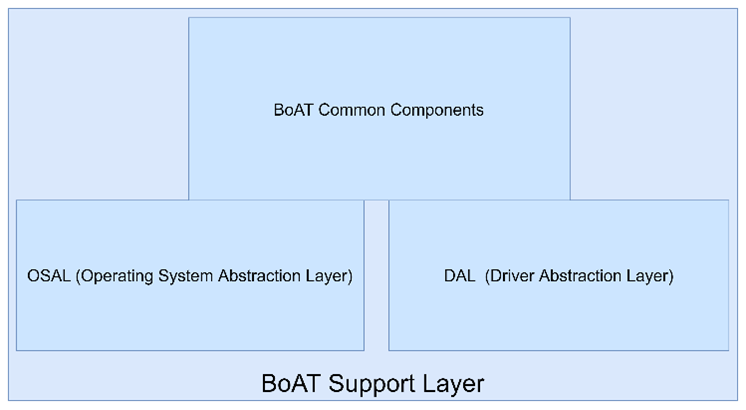 BoAT Common Components
OSAL (Operating System Abstraction Layer)
DAL (Driver Abstraction Layer)
BoAT Support Layer